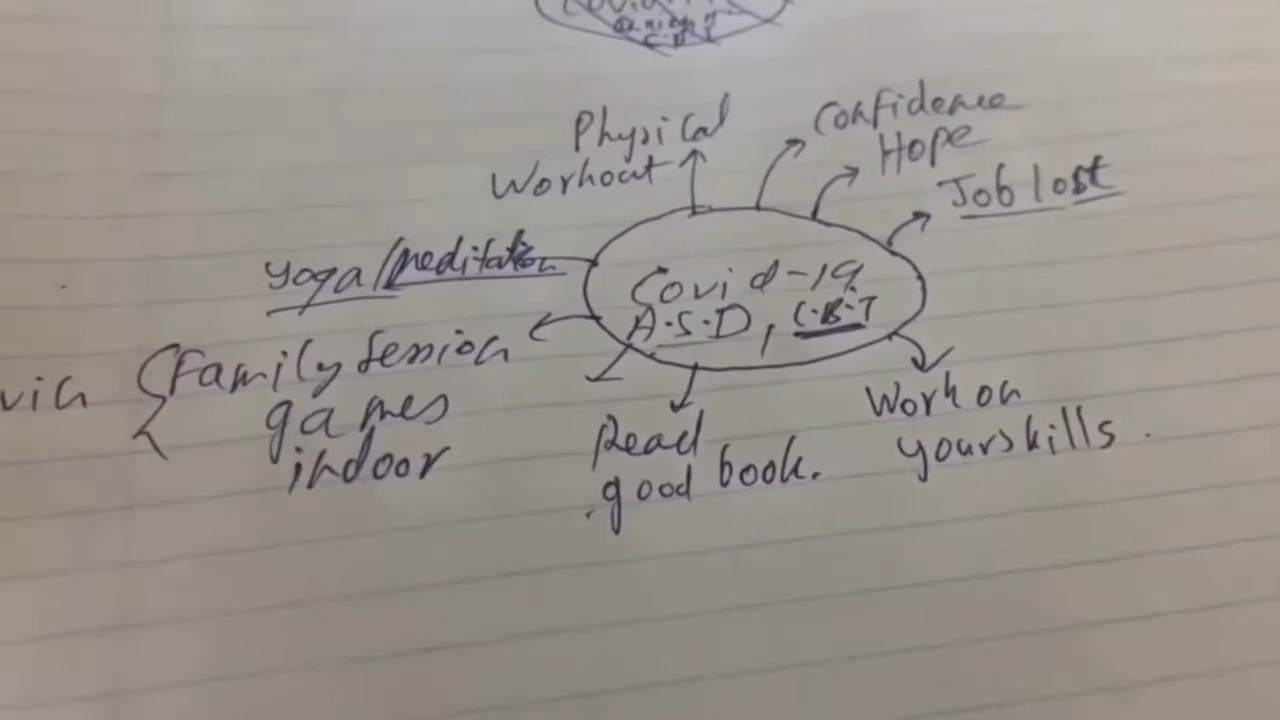 Covid
C B T
Physical
Workout
Confidence
Hope
Job lost
yoga/meditation
Covid-19
A.S.D, C.B.T
Family Session
games
indoor
Read
good book.
Work on
your skills.